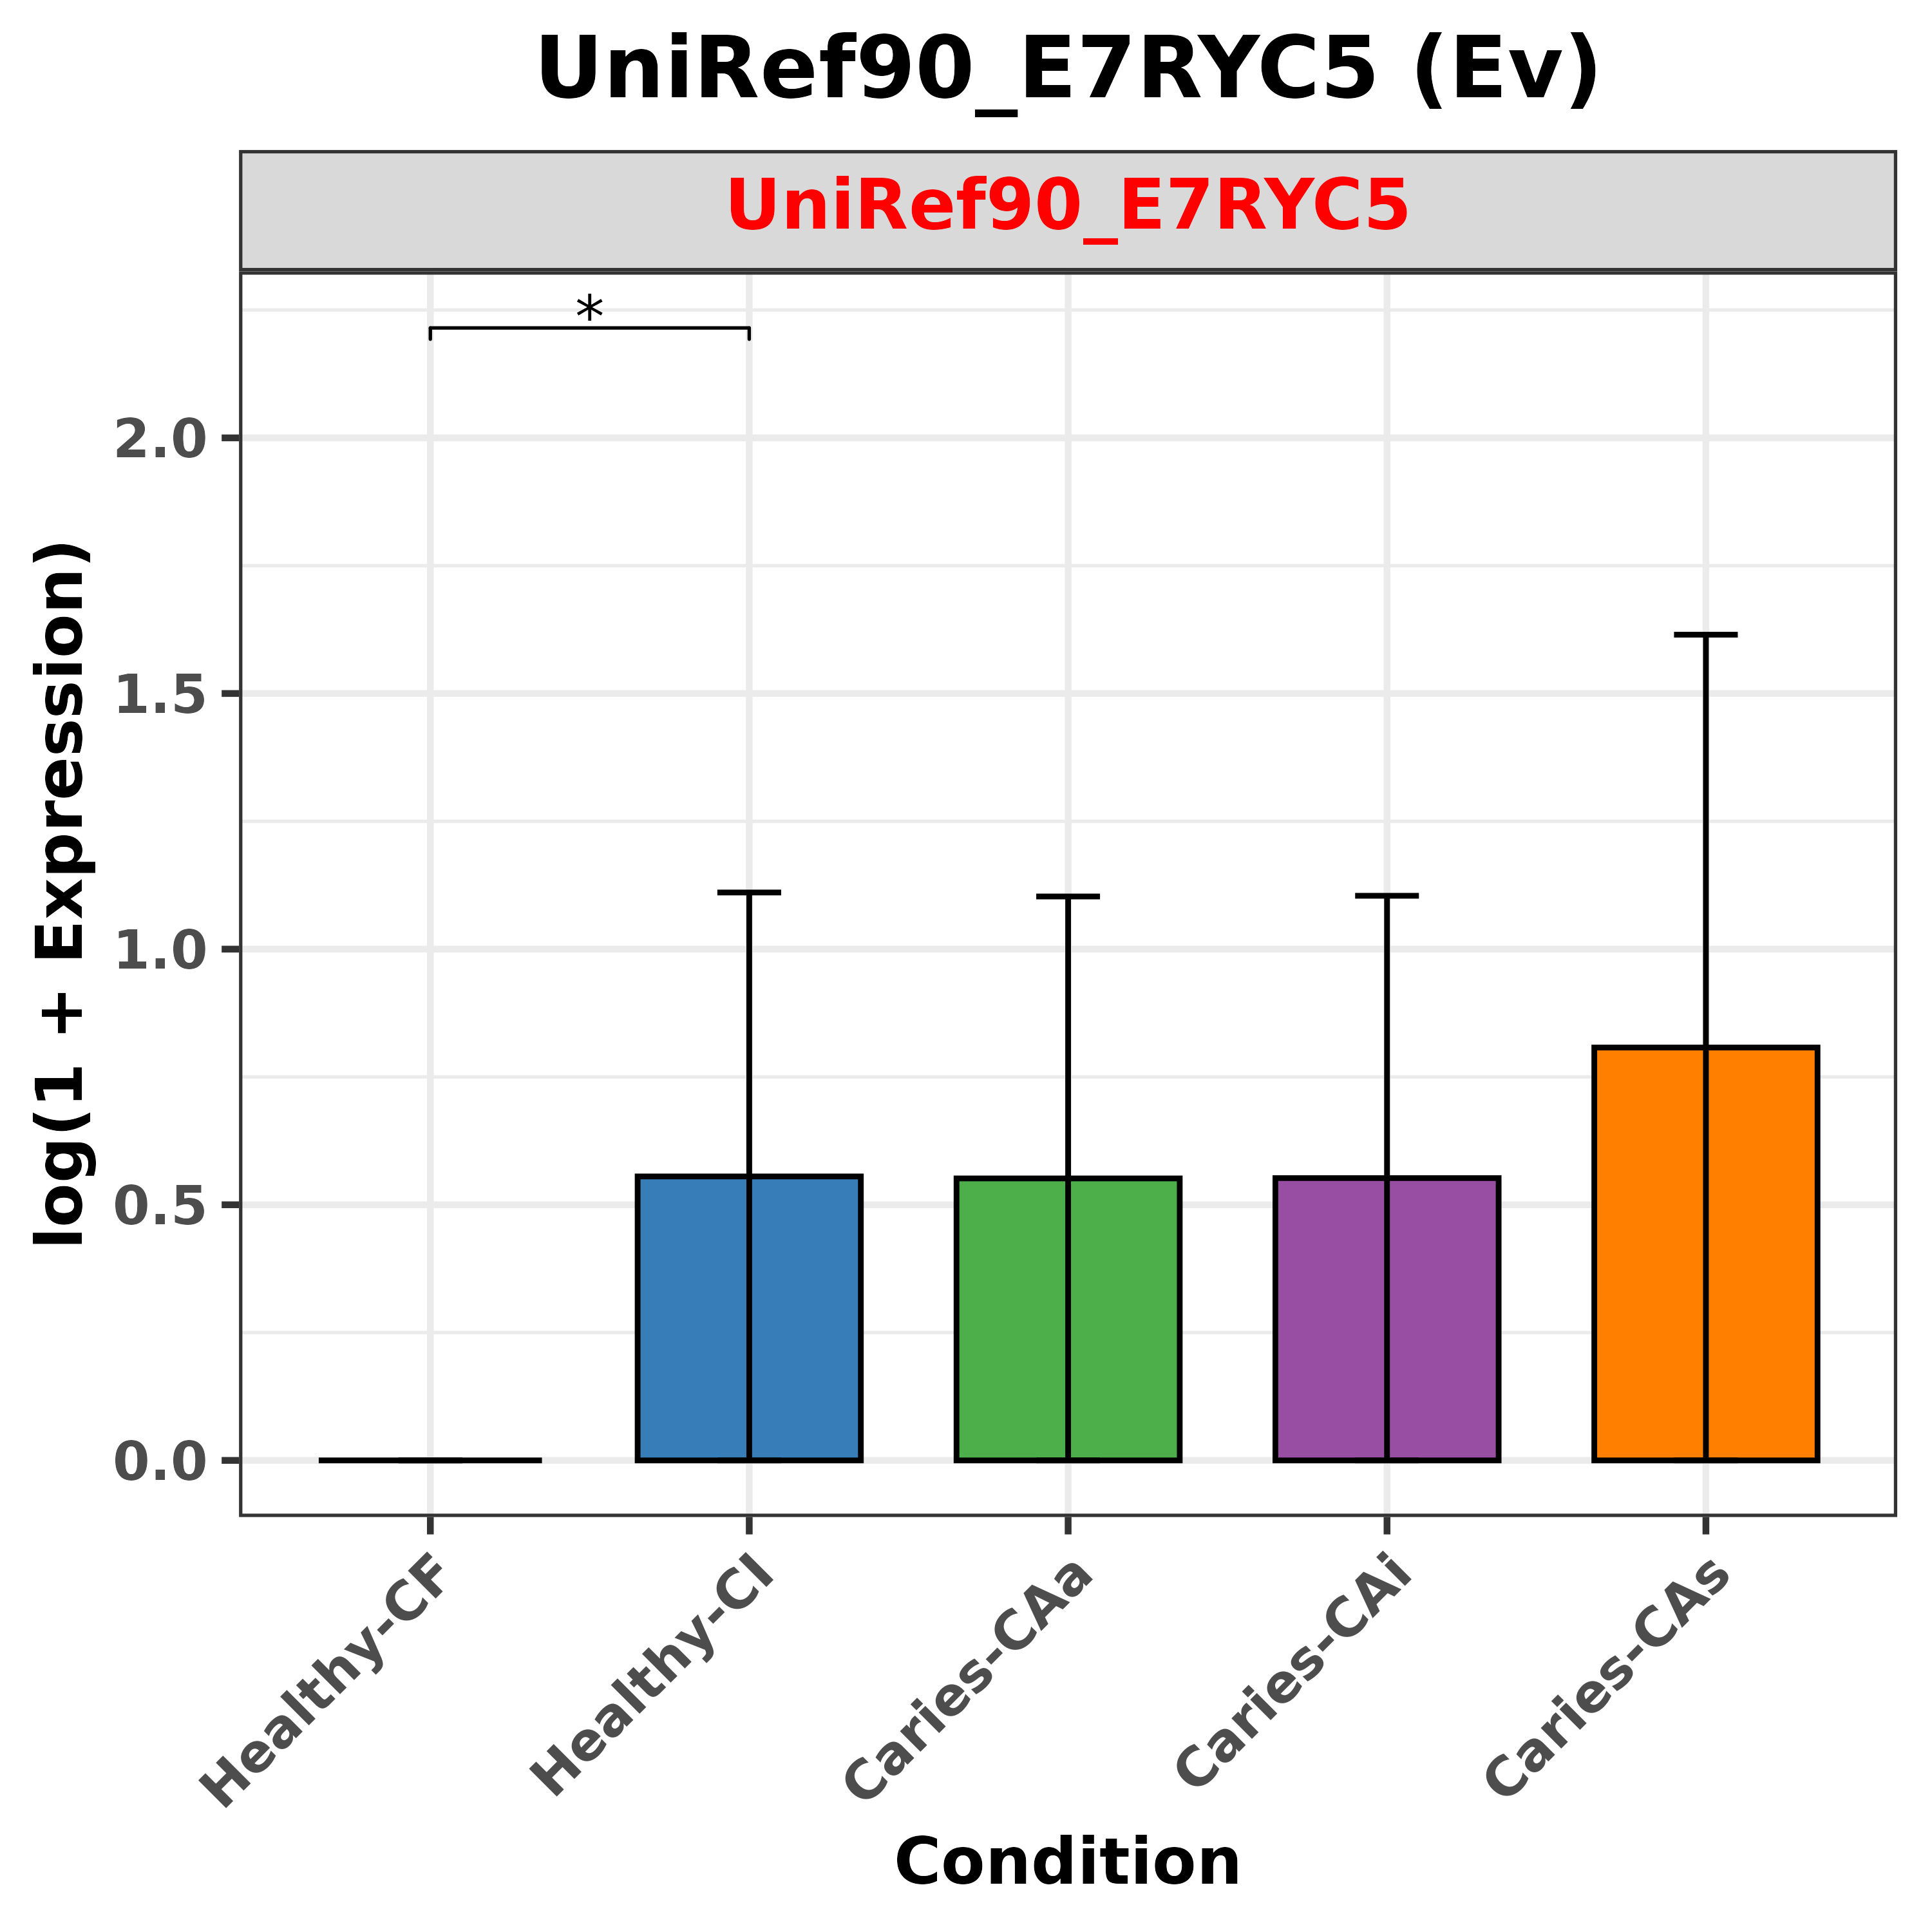 UniRef90_E7RYC5 (Ev)
UniRef90_E7RYC5
*
2.0
1.5
1.0
0.5
0.0
log(1 + Expression)
Healthy-CF
Healthy-CI
Caries-CAa
Caries-CAi
Caries-CAs
Condition